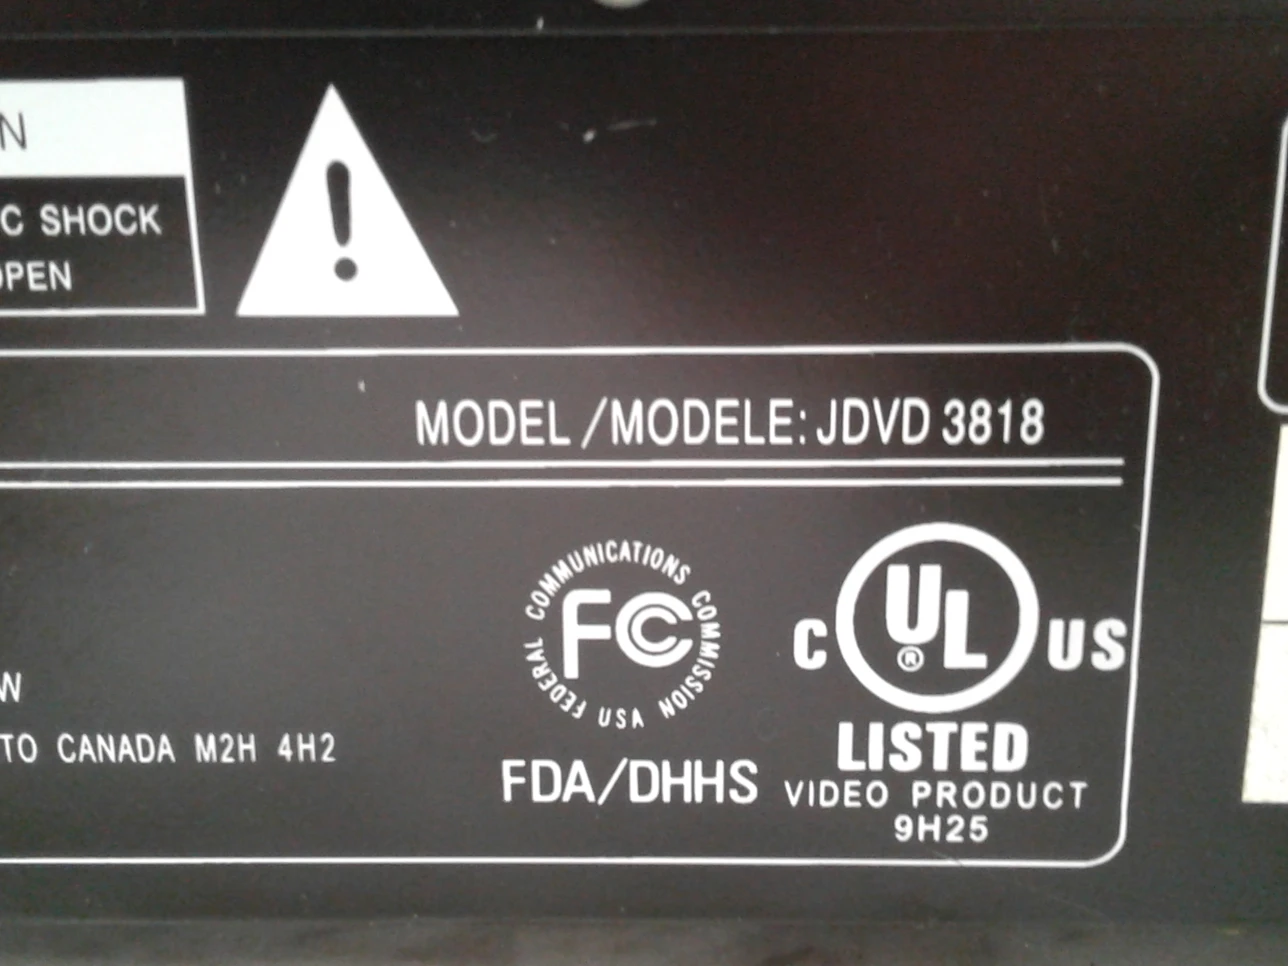 N
C SHOCK
OPEN
!
MODEL/MODELE: JDVD 3818
FEDERAL COMMUNICATIONS COMMISSION USA
FC
C UL® US
LISTED
VIDEO PRODUCT
9H25
FDA/DHHS
W
TO CANADA M2H 4H2